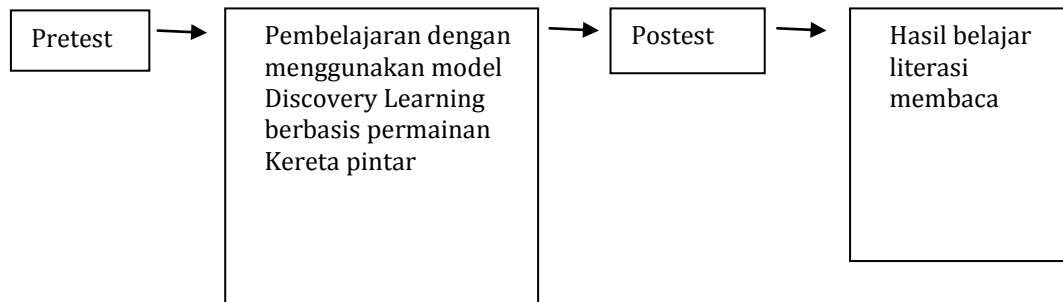 Pretest
Pembelajaran dengan
menggunakan model
Discovery Learning
berbasis permainan
Kereta pintar
Postest
Hasil belajar
literasi
membaca